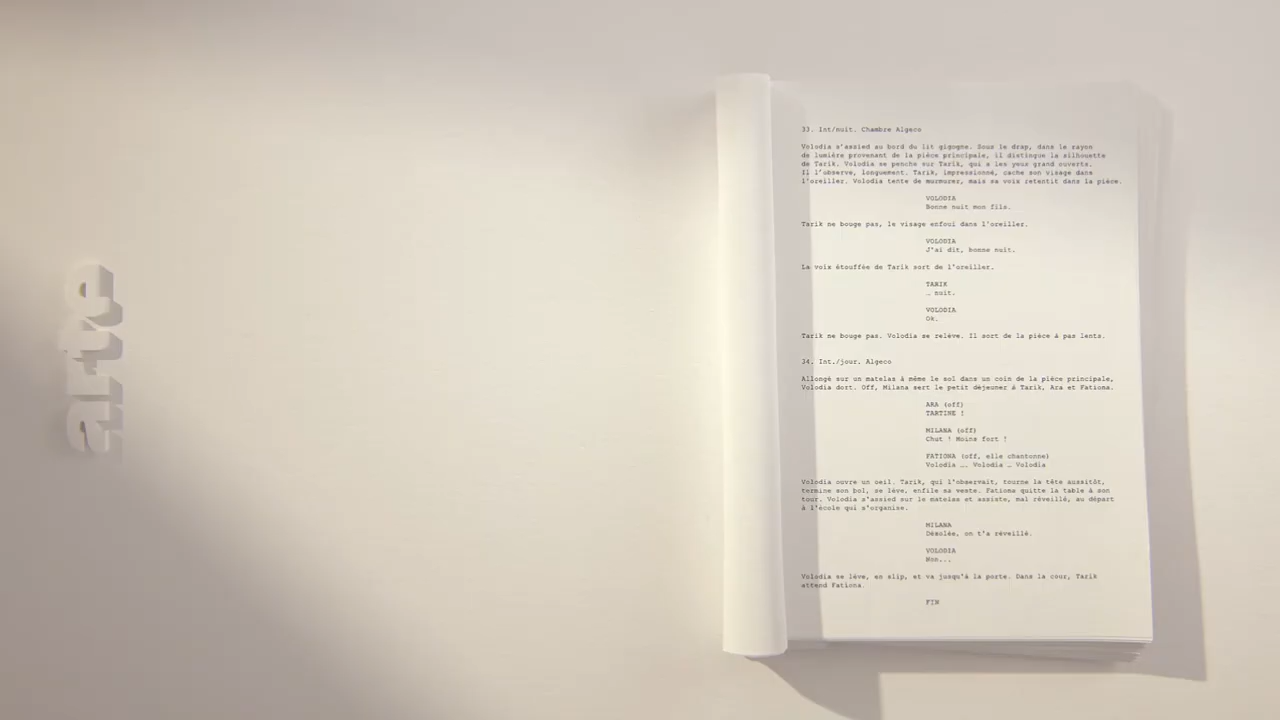 arte
33. Int/nuit. Chambre Algeco
Volodia s'assied au bord du lit gigogne. Sous le drap, dans le rayon
de lumière provenant de la pièce principale, il distingue la silhouette
de Tarik. Volodia se penche sur Tarik, qui a les yeux grand ouverts.
Il l'observe, longuement. Tarik, impressionné, cache son visage dans
l'oreiller. Volodia tente de murmurer, mais sa voix retentit dans la pièce.
VOLODIA
Bonne nuit mon fils.
Tarik ne bouge pas, le visage enfoui dans l'oreiller.
VOLODIA
J'ai dit, bonne nuit.
La voix étouffée de Tarik sort de l'oreiller.
TARIK
… nuit.
VOLODIA
Ok.
Tarik ne bouge pas. Volodia se relève. Il sort de la pièce à pas lents.
34. Int./jour. Algeco
Allongé sur un matelas à même le sol dans un coin de la pièce principale,
Volodia dort. Off, Milana sert le petit déjeuner à Tarik, Ara et Fationa.
ARA (off)
TARTINE !
MILANA (off)
Chut ! Moins fort !
FATIONA (off, elle chantonne)
Volodia …. Volodia … Volodia
Volodia ouvre un oeil. Tarik, qui l'observait, tourne la tête aussitôt,
termine son bol, se lève, enfile sa veste. Fationa quitte la table à son
tour. Volodia s'assied sur le matelas et assiste, mal réveillé, au départ
à l'école qui s'organise.
MILANA
Désolée, on t'a réveillé.
VOLODIA
Non...
Volodia se lève, en slip, et va jusqu'à la porte. Dans la cour, Tarik
attend Fationa.
FIN